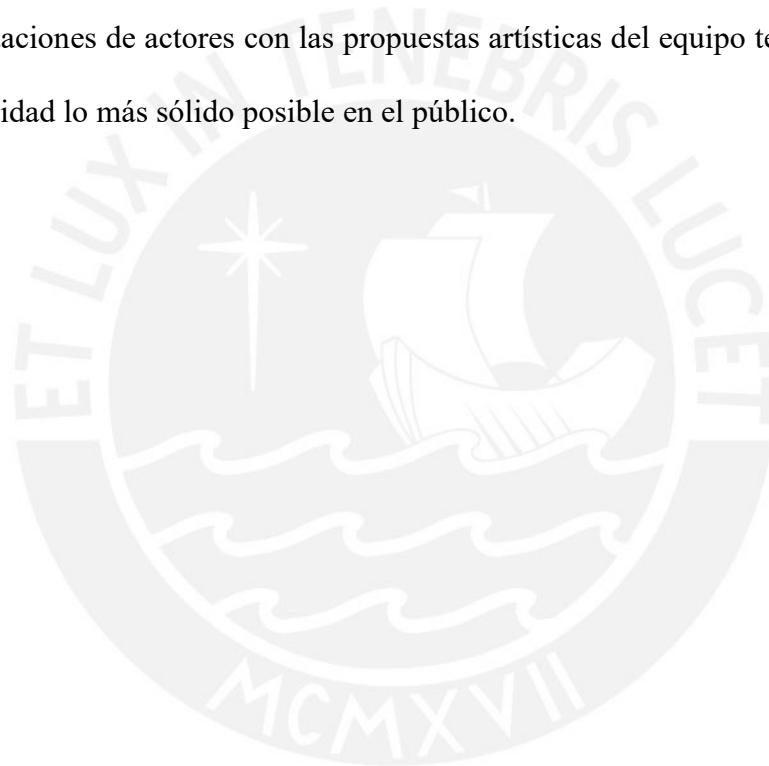 aciones de actores con las propuestas artísticas del equipo te
idad lo más sólido posible en el público.
ET LUX IN TENEBRIS LUCET
MCMXVII